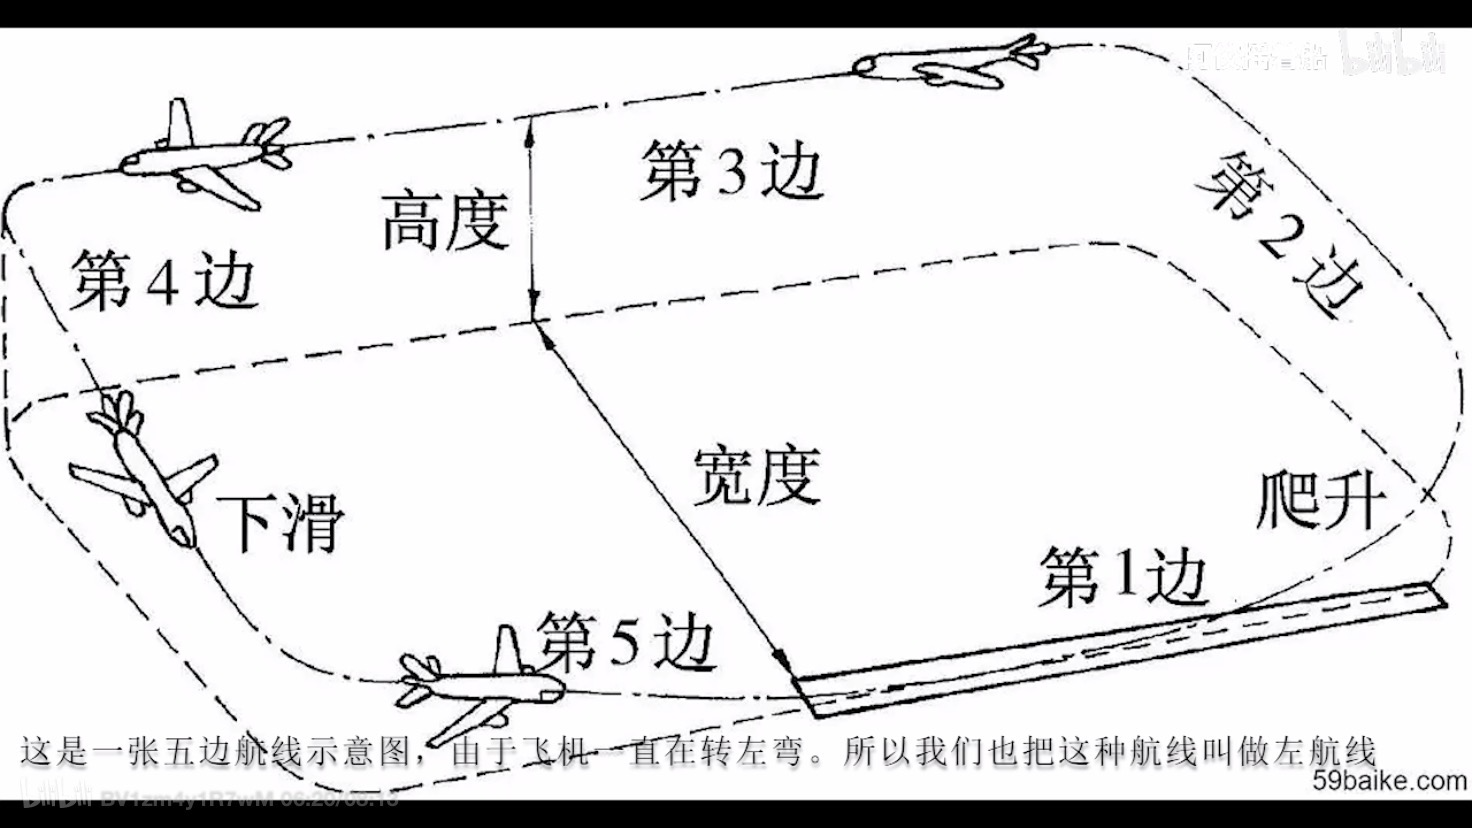 第3边
第2边
高度
第4边
宽度
爬升
下滑
第1边
第5边
这是一张五边航线示意图，由于飞机一直在转左弯。所以我们也把这种航线叫做左航线
59baike.com
bilibili BV1zm4y1R7wM 06:20/08:13